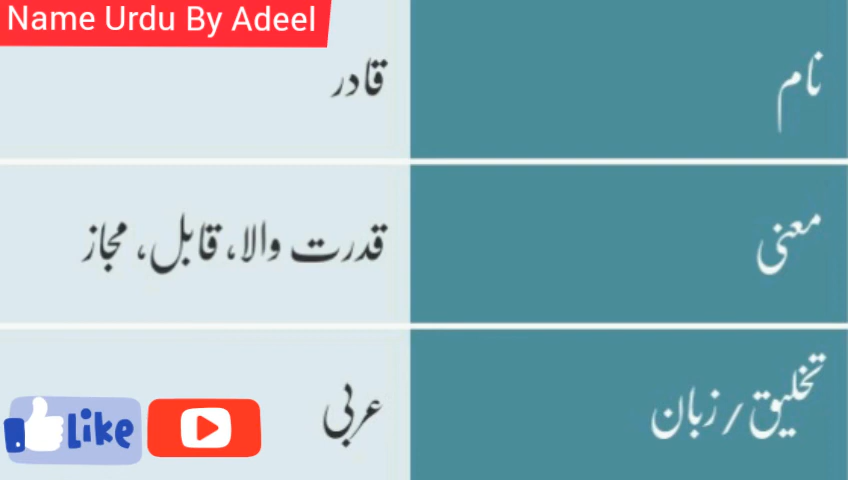 Name Urdu By Adeel
نام قادر
معنی قدرت والا، قابل، مجاز
تخلیق / زبان عربی
Like